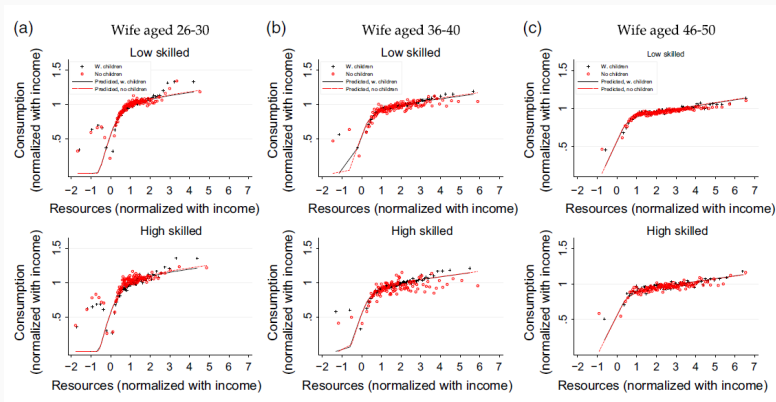 (a) Wife aged 26-30
Low skilled
Consumption
(normalized with income)
1.5
1
.5
+ W. children
o No children
Predicted, w. children
Predicted, no children
−2 −1 0 1 2 3 4 5 6 7
Resources (normalized with income)
High skilled
Consumption
(normalized with income)
1.5
1
.5
−2 −1 0 1 2 3 4 5 6 7
Resources (normalized with income)
(b) Wife aged 36-40
Low skilled
Consumption
(normalized with income)
1.5
1
.5
+ W. children
o No children
Predicted, w. children
Predicted, no children
−2 −1 0 1 2 3 4 5 6 7
Resources (normalized with income)
High skilled
Consumption
(normalized with income)
1.5
1
.5
−2 −1 0 1 2 3 4 5 6 7
Resources (normalized with income)
(c) Wife aged 46-50
Low skilled
Consumption
(normalized with income)
1.5
1
.5
+ W. children
o No children
Predicted, w. children
Predicted, no children
−2 −1 0 1 2 3 4 5 6 7
Resources (normalized with income)
High skilled
Consumption
(normalized with income)
1.5
1
.5
−2 −1 0 1 2 3 4 5 6 7
Resources (normalized with income)